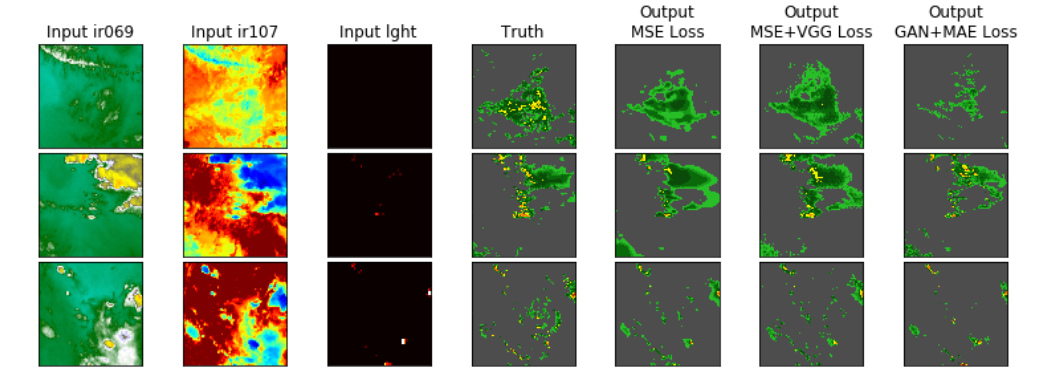 Input ir069
Input ir107
Input lght
Truth
Output
MSE Loss
Output
MSE+VGG Loss
Output
GAN+MAE Loss